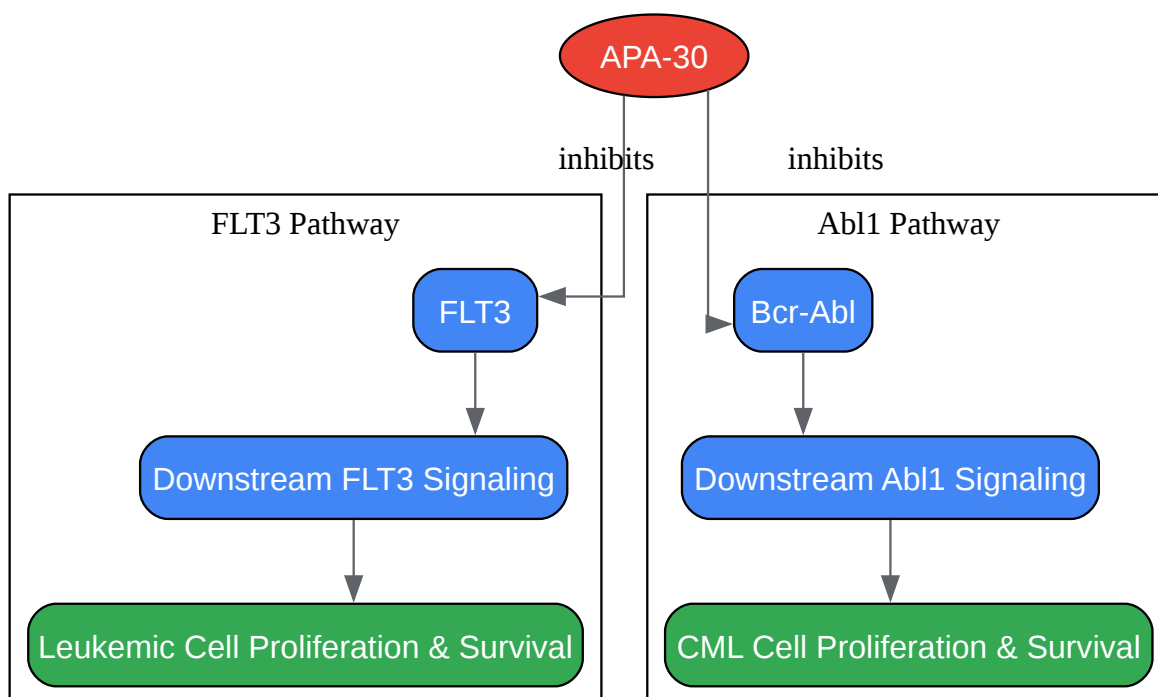 APA-30
inhibits
inhibits
FLT3 Pathway
Abl1 Pathway
FLT3
Bcr-Abl
Downstream FLT3 Signaling
Downstream Abl1 Signaling
Leukemic Cell Proliferation & Survival
CML Cell Proliferation & Survival